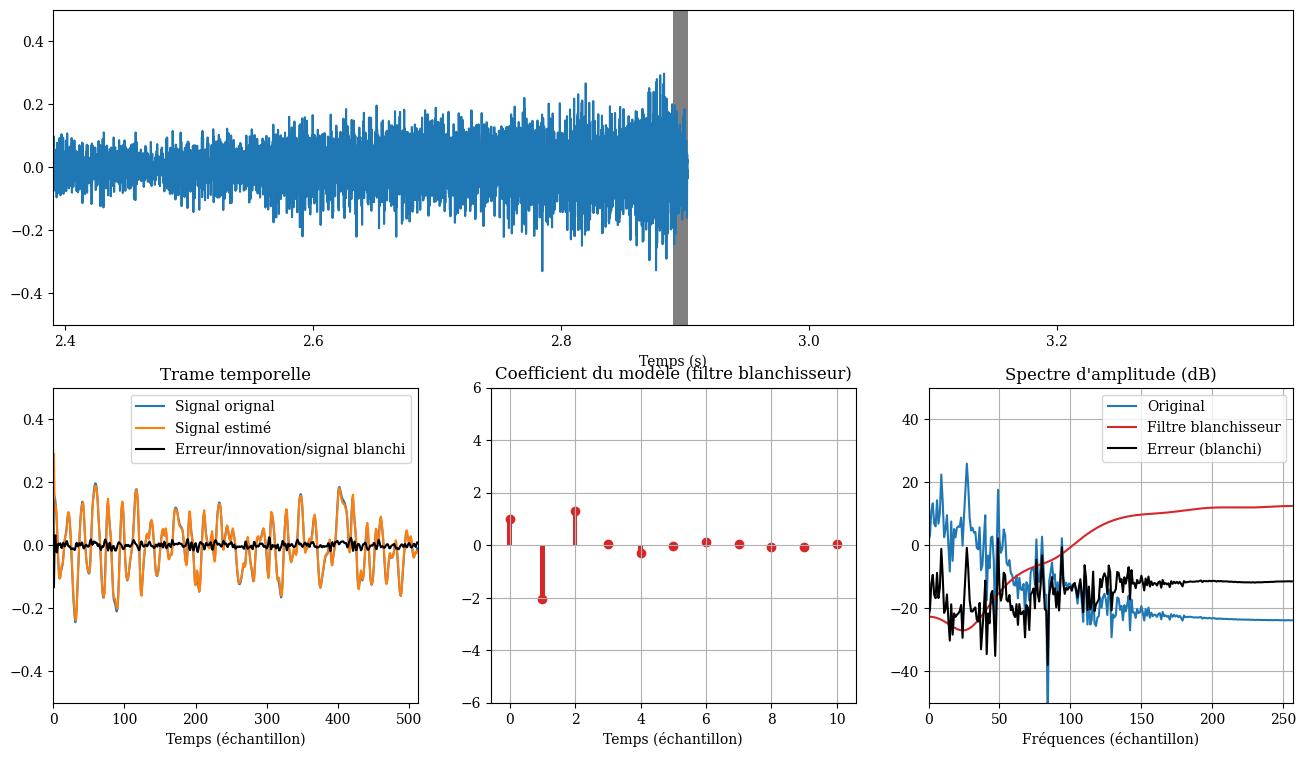 0.4
0.2
0.0
−0.2
−0.4
2.4 2.6 2.8 3.0 3.2
Temps (s)
Trame temporelle
0.4
0.2
0.0
−0.2
−0.4
Signal orignal
Signal estimé
Erreur/innovation/signal blanchi
0 100 200 300 400 500
Temps (échantillon)
Coefficient du modèle (filtre blanchisseur)
6
4
2
0
−2
−4
−6
0 2 4 6 8 10
Temps (échantillon)
Spectre d'amplitude (dB)
40
20
0
−20
−40
Original
Filtre blanchisseur
Erreur (blanchi)
0 50 100 150 200 250
Fréquences (échantillon)